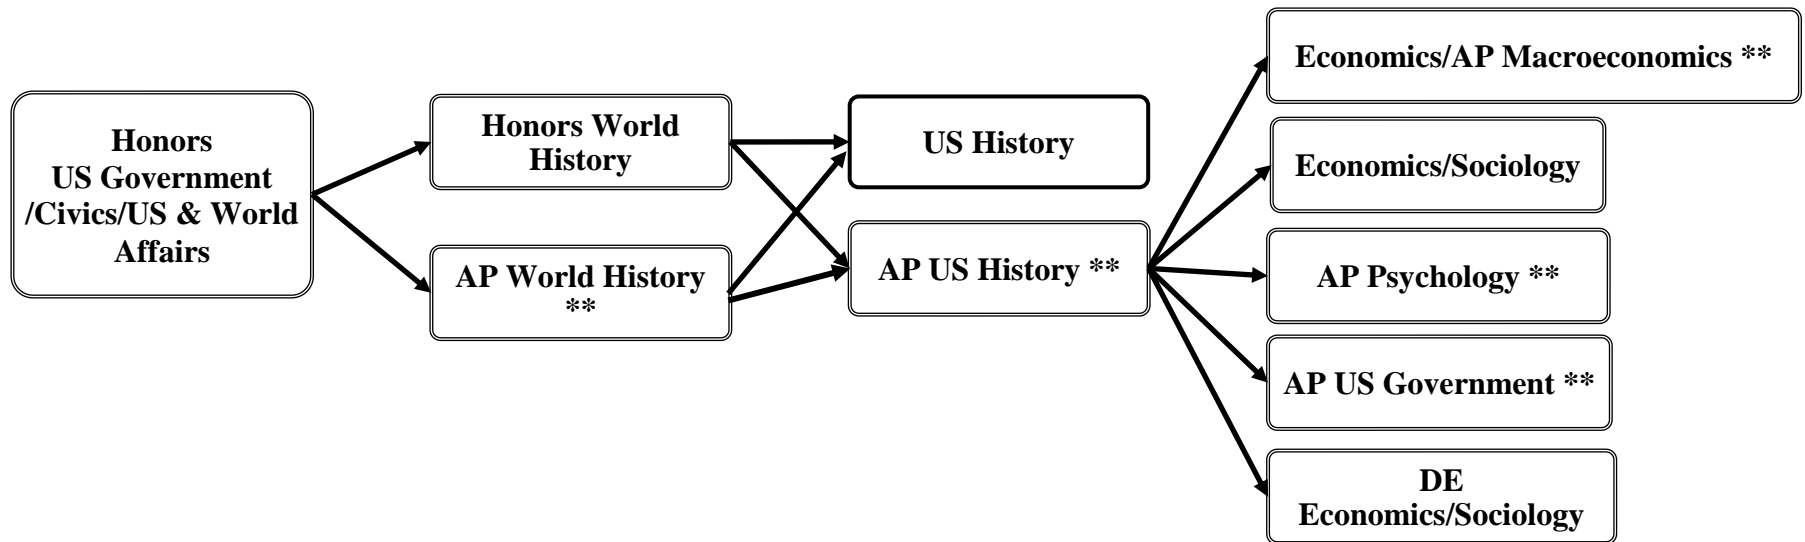 Honors
US Government
/Civics/US & World
Affairs
Honors World
History
AP World History
**
US History
AP US History **
Economics/AP Macroeconomics **
Economics/Sociology
AP Psychology **
AP US Government **
DE
Economics/Sociology